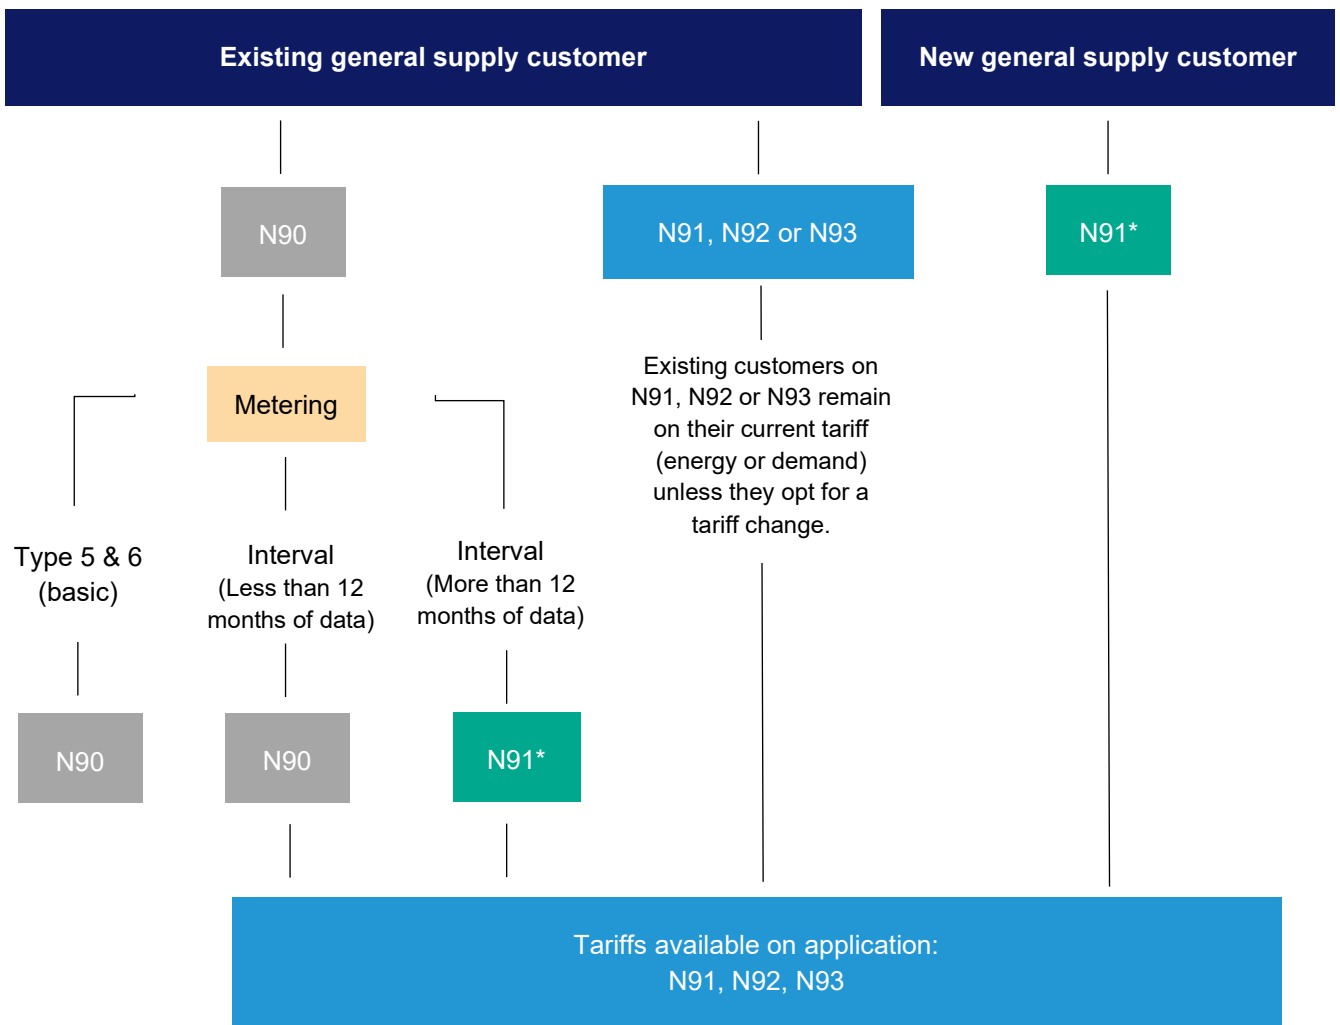 Existing general supply customer
New general supply customer
N90
N91, N92 or N93
N91*
Metering
Existing customers on
N91, N92 or N93 remain
on their current tariff
(energy or demand)
unless they opt for a
tariff change.
Type 5 & 6
(basic)
Interval
(Less than 12
months of data)
Interval
(More than 12
months of data)
N90
N90
N91*
Tariffs available on application:
N91, N92, N93